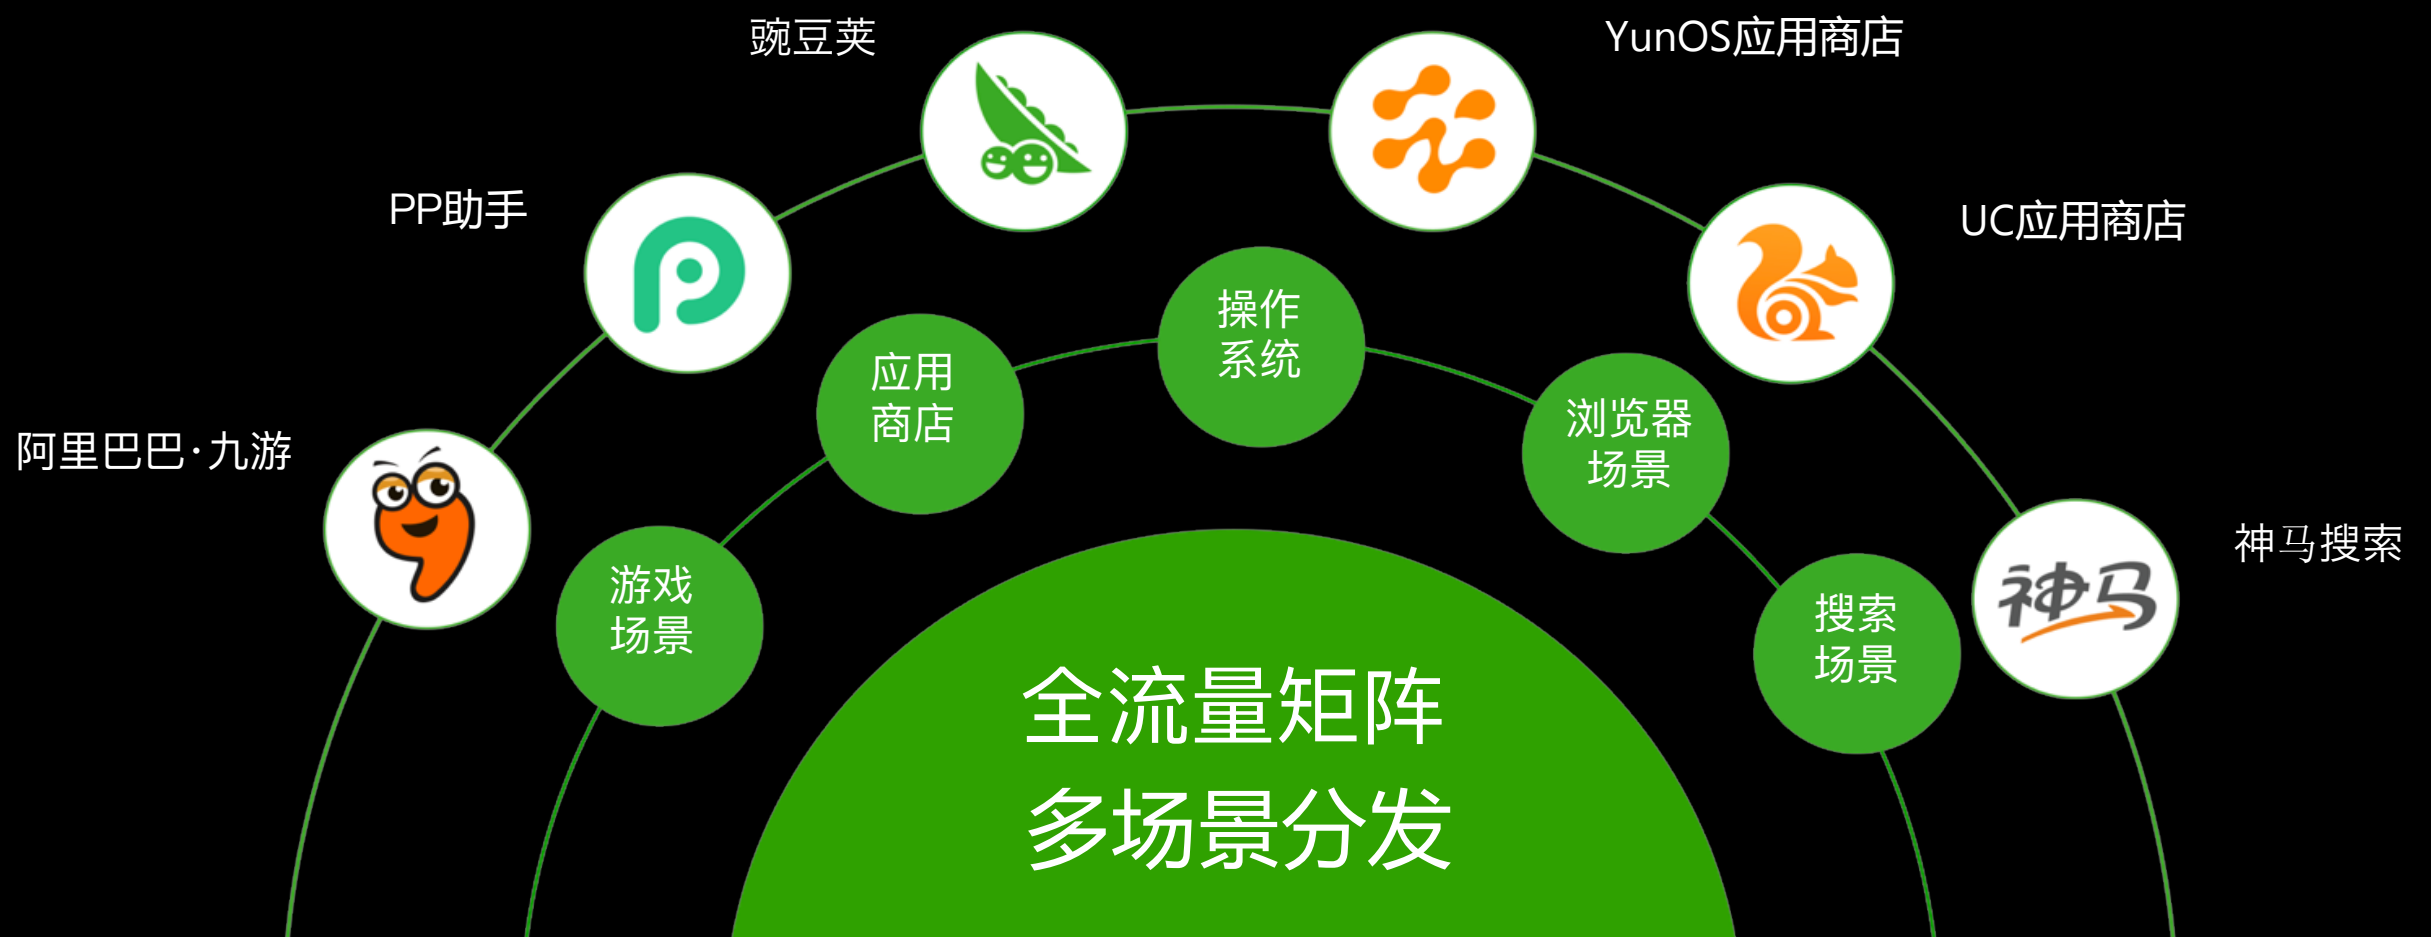 豌豆荚
YunOS应用商店
PP助手
UC应用商店
阿里巴巴·九游
神马搜索
神马
操作
系统
应用
商店
浏览器
场景
游戏
场景
搜索
场景
全流量矩阵
多场景分发